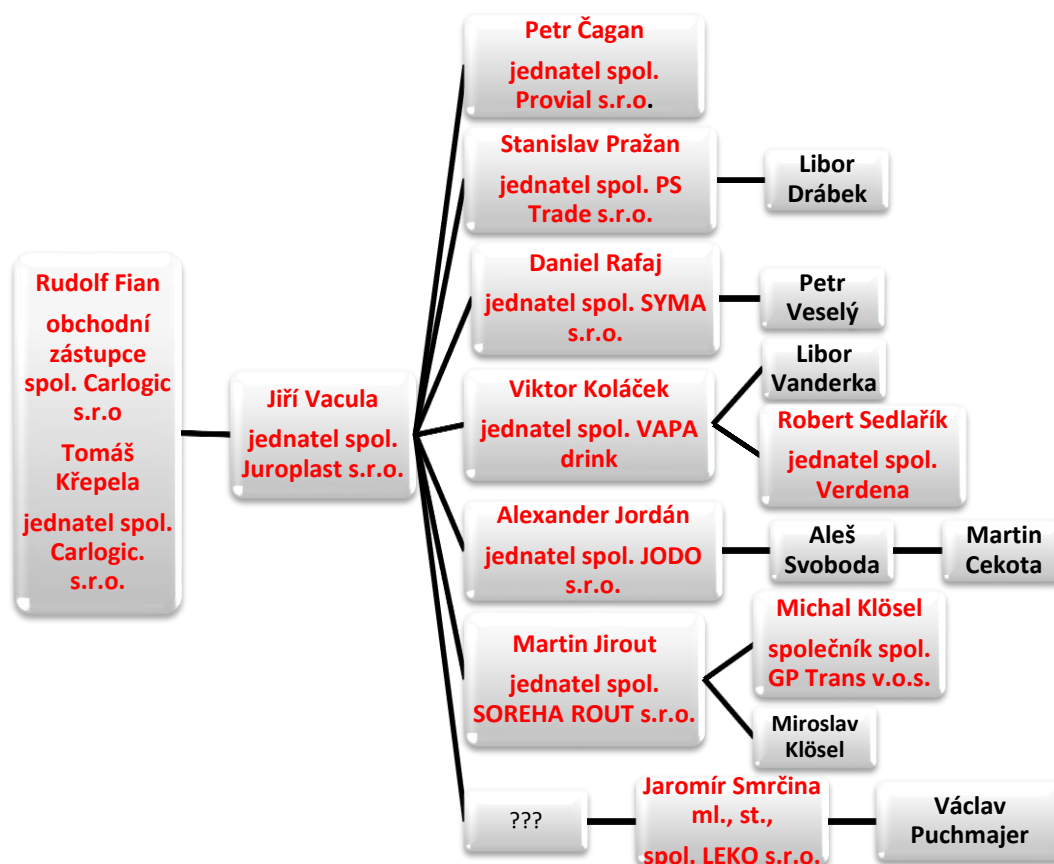 Rudolf Fian
obchodní
zástupce
spol. Carlogic
s.r.o
Tomáš
Křepela
jednatel spol.
Carlogic.
s.r.o.
Jiří Vacula
jednatel spol.
Juroplast s.r.o.
Petr Čagan
jednatel spol.
Provial s.r.o.
Stanislav Pražan
jednatel spol. PS
Trade s.r.o.
Libor
Drábek
Daniel Rafaj
jednatel spol. SYMA
s.r.o.
Petr
Veselý
Viktor Koláček
jednatel spol. VAPA
drink
Libor
Vanderka
Robert Sedlařík
jednatel spol.
Verdena
Alexander Jordán
jednatel spol. JODO
s.r.o.
Aleš
Svoboda
Martin
Cekota
Martin Jirout
jednatel spol.
SOREHA ROUT s.r.o.
Michal Klösel
společník spol.
GP Trans v.o.s.
Miroslav
Klösel
???
Jaromír Smrčina
ml., st.,
spol. LEKO s.r.o.
Václav
Puchmajer